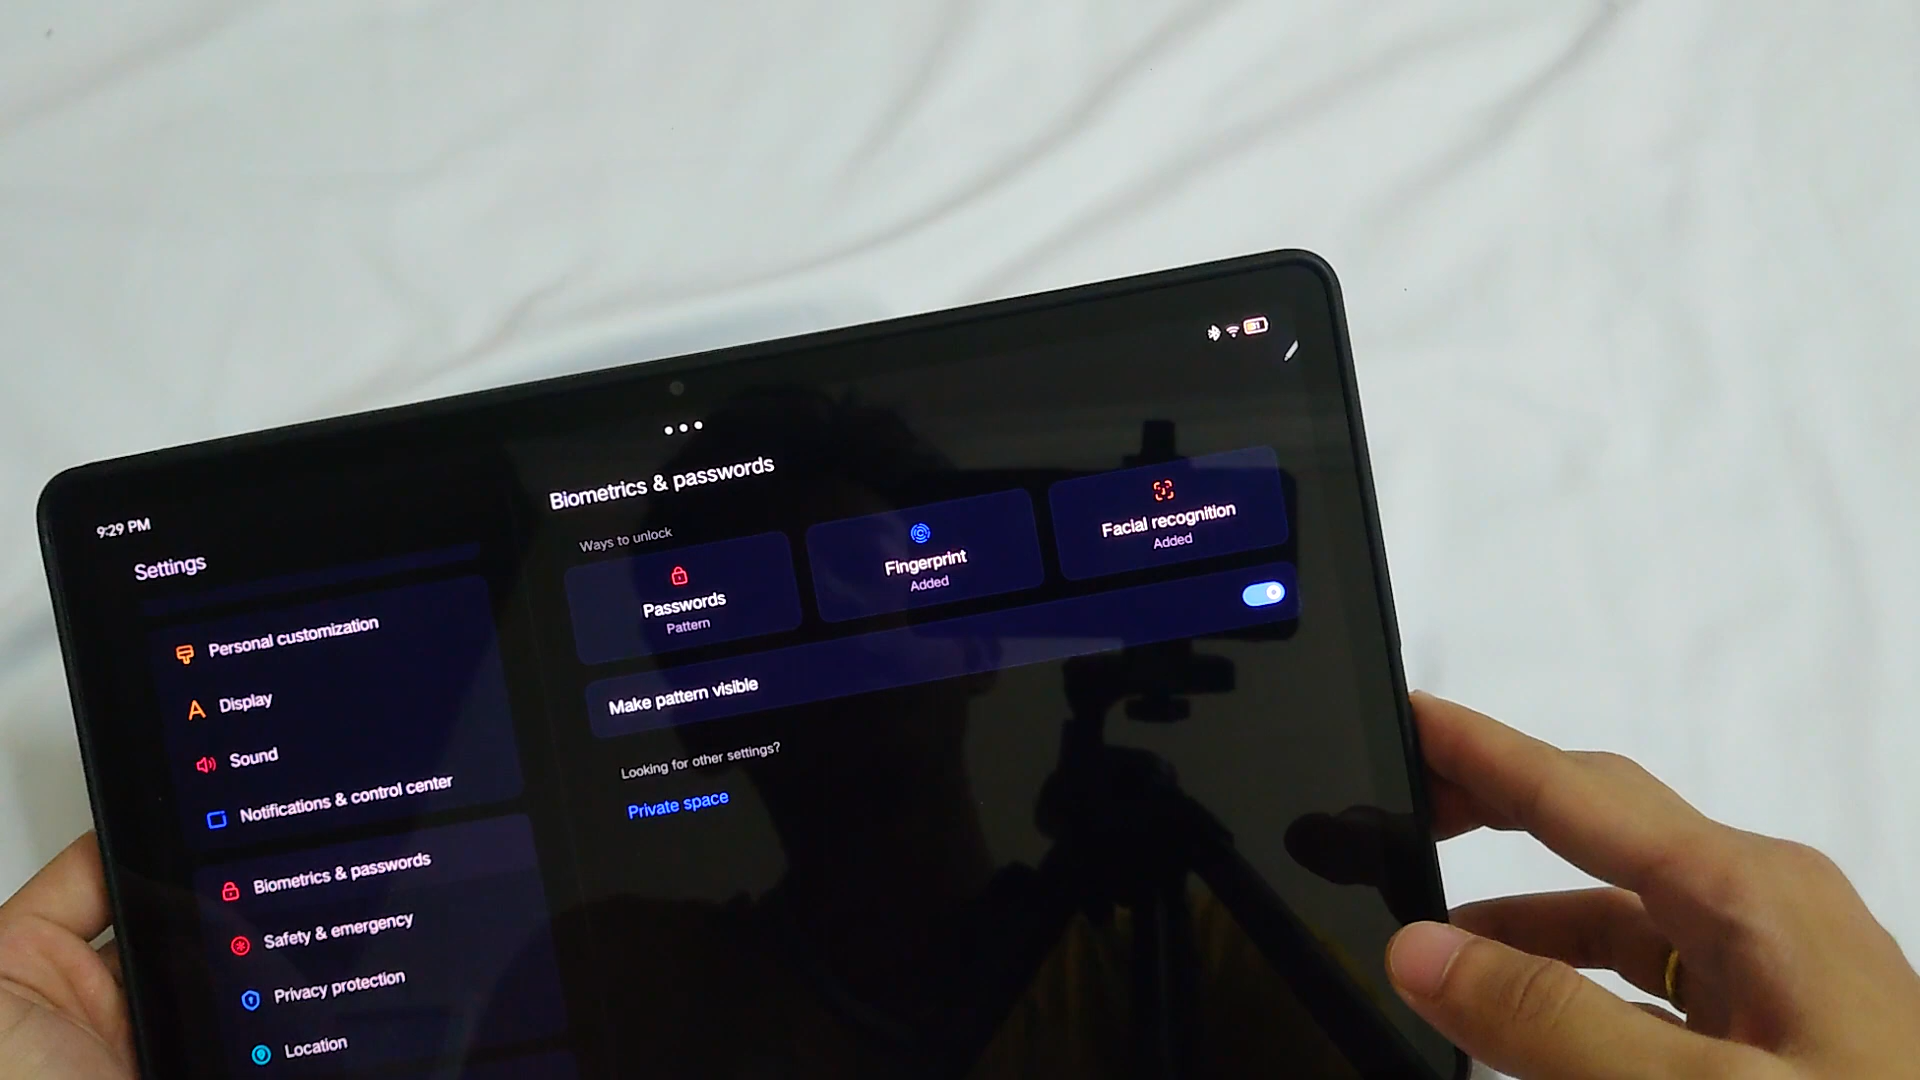 9:29 PM
Settings
Personal customization
Display
Sound
Notifications & control center
Biometrics & passwords
Safety & emergency
Privacy protection
Location
Biometrics & passwords
Ways to unlock
Passwords
Pattern
Fingerprint
Added
Facial recognition
Added
Make pattern visible
Looking for other settings?
Private space